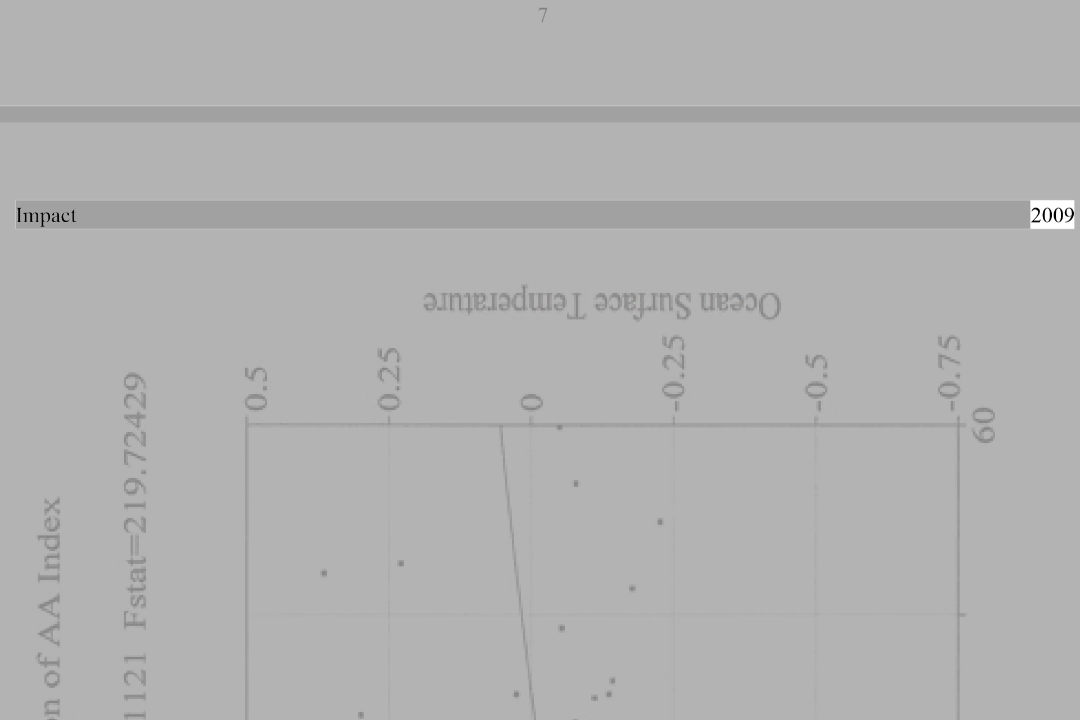 7
Impact 2009
Ocean Surface Temperature
0.5
0.25
0
-0.25
-0.5
-0.75
60
of AA Index
1121 Fstat=219.72429